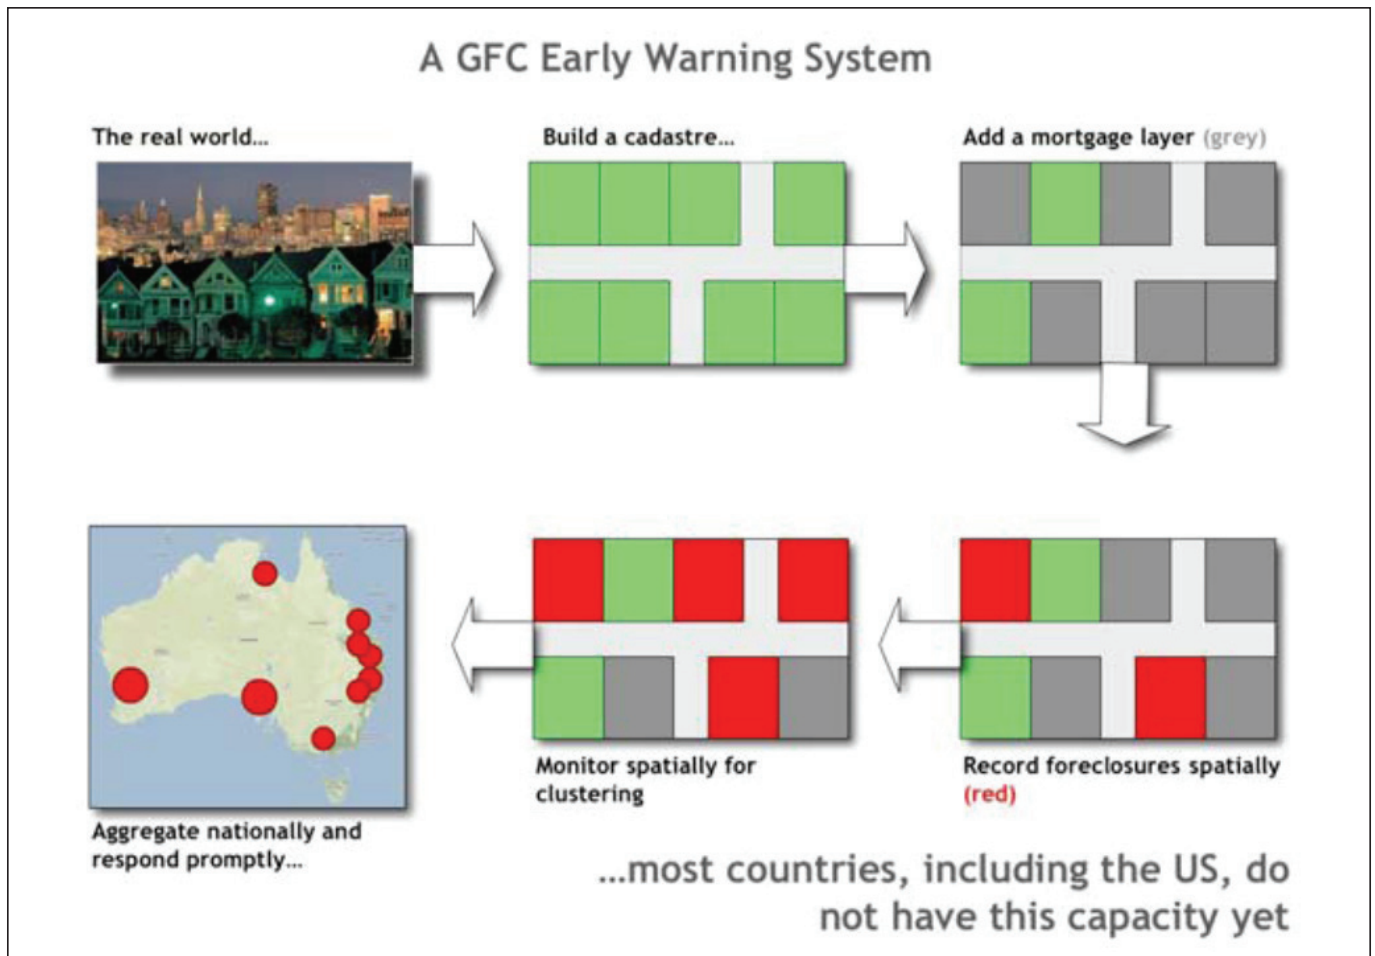 A GFC Early Warning System
The real world…
Build a cadastre…
Add a mortgage layer (grey)
Record foreclosures spatially
(red)
Monitor spatially for
clustering
Aggregate nationally and
respond promptly…
…most countries, including the US, do
not have this capacity yet